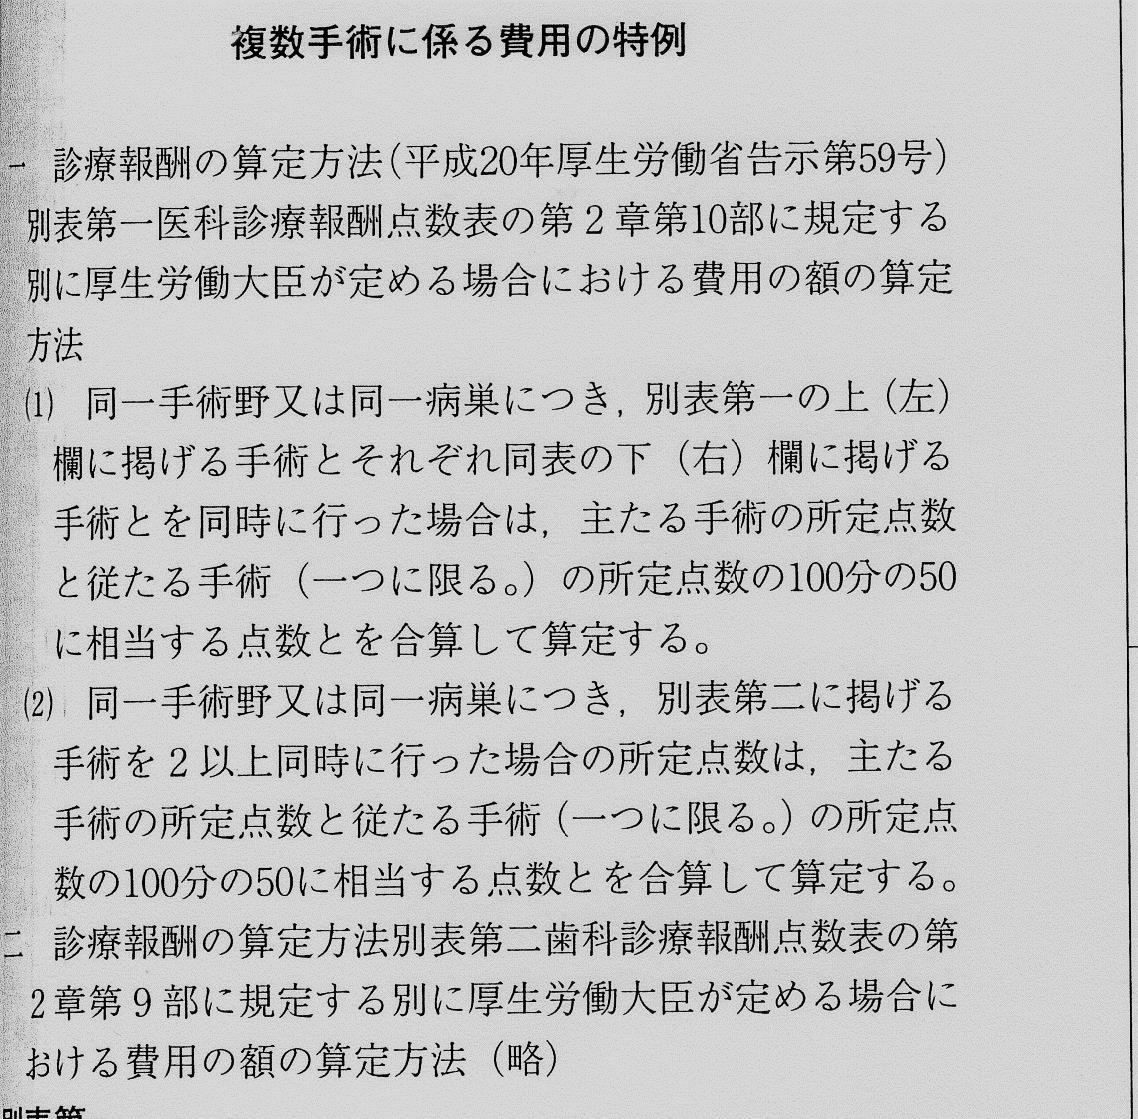 複数手術に係る費用の特例
一 診療報酬の算定方法(平成20年厚生労働省告示第59号)
別表第一医科診療報酬点数表の第2章第10部に規定する
別に厚生労働大臣が定める場合における費用の額の算定
方法
(1) 同一手術野又は同一病巣につき，別表第一の上（左）
欄に掲げる手術とそれぞれ同表の下（右）欄に掲げる
手術とを同時に行った場合は，主たる手術の所定点数
と従たる手術（一つに限る。）の所定点数の100分の50
に相当する点数とを合算して算定する。
(2) 同一手術野又は同一病巣につき，別表第二に掲げる
手術を2以上同時に行った場合の所定点数は，主たる
手術の所定点数と従たる手術（一つに限る。）の所定点
数の100分の50に相当する点数とを合算して算定する。
二 診療報酬の算定方法別表第二歯科診療報酬点数表の第
2章第9部に規定する別に厚生労働大臣が定める場合に
おける費用の額の算定方法（略）
別表第